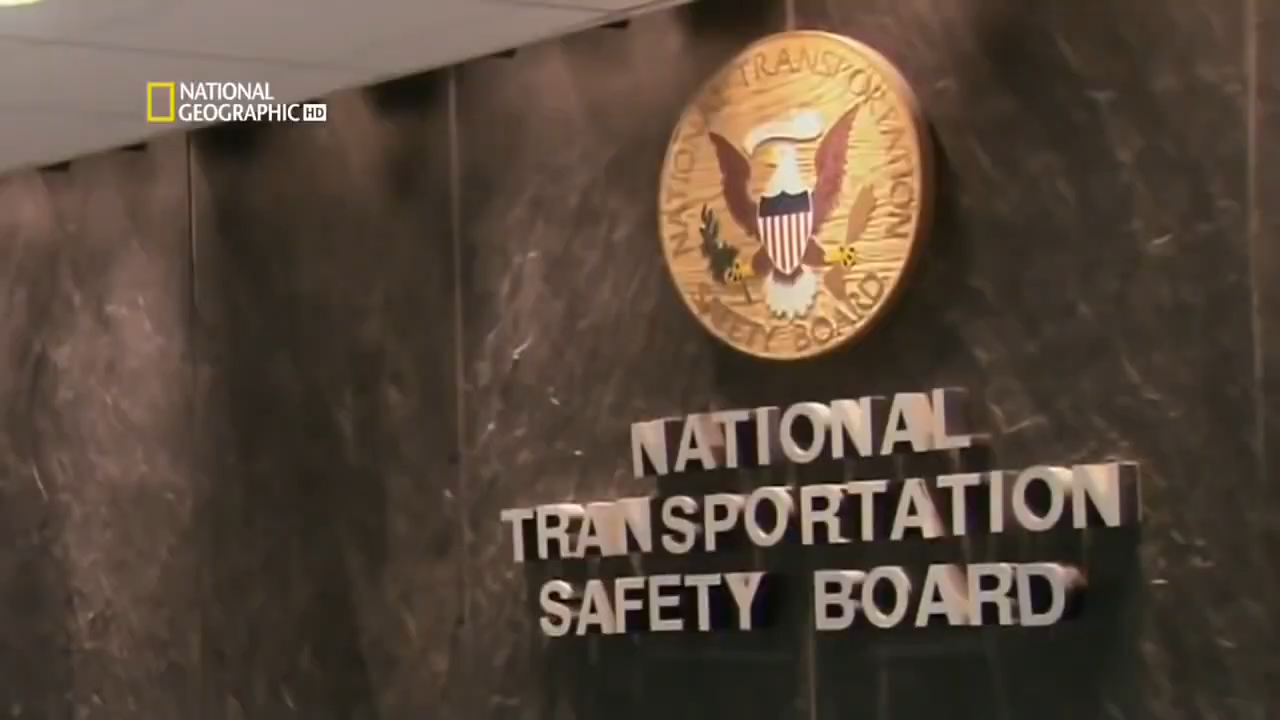 NATIONAL
GEOGRAPHIC HD
NATIONAL TRANSPORTATION
SAFETY BOARD
NATIONAL
TRANSPORTATION
SAFETY BOARD